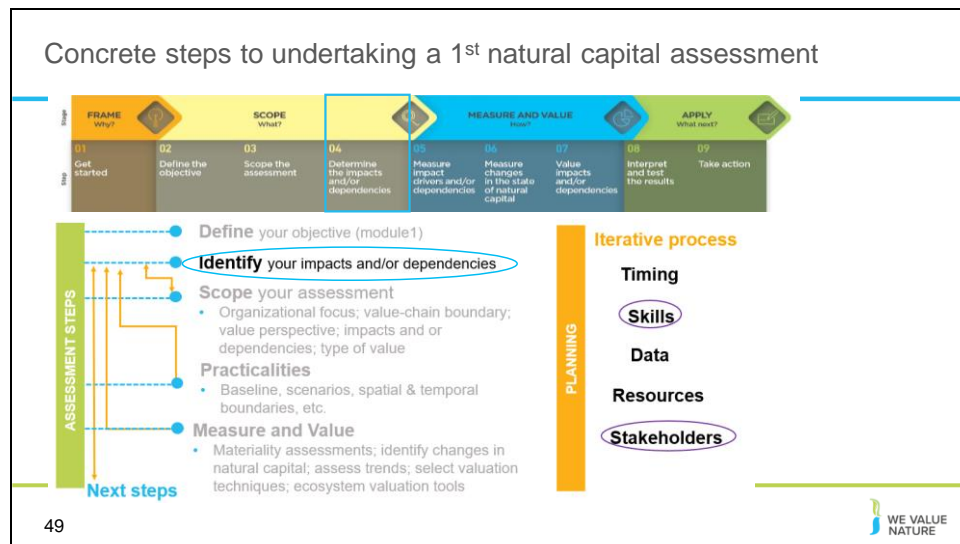 Concrete steps to undertaking a 1st natural capital assessment
Stage
FRAME
Why?
SCOPE
What?
MEASURE AND VALUE
How?
APPLY
What next?
Step
01
Get
started
02
Define the
objective
03
Scope the
assessment
04
Determine
the impacts
and/or
dependencies
05
Measure
impact
drivers and/or
dependencies
06
Measure
changes
in the state
of natural
capital
07
Value
impacts
and/or
dependencies
08
Interpret
and test
the results
09
Take action
ASSESSMENT STEPS
Define your objective (module1)
Identify your impacts and/or dependencies
Scope your assessment
• Organizational focus; value-chain boundary;
value perspective; impacts and or
dependencies; type of value
Practicalities
• Baseline, scenarios, spatial & temporal
boundaries, etc.
Measure and Value
• Materiality assessments; identify changes in
natural capital; assess trends; select valuation
techniques; ecosystem valuation tools
Next steps
PLANNING
Iterative process
Timing
Skills
Data
Resources
Stakeholders
49
WE VALUE
NATURE